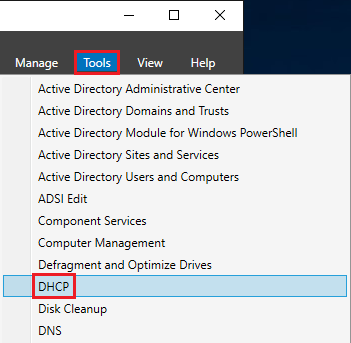 Manage Tools View Help
Active Directory Administrative Center
Active Directory Domains and Trusts
Active Directory Module for Windows PowerShell
Active Directory Sites and Services
Active Directory Users and Computers
ADSI Edit
Component Services
Computer Management
Defragment and Optimize Drives
DHCP
Disk Cleanup
DNS